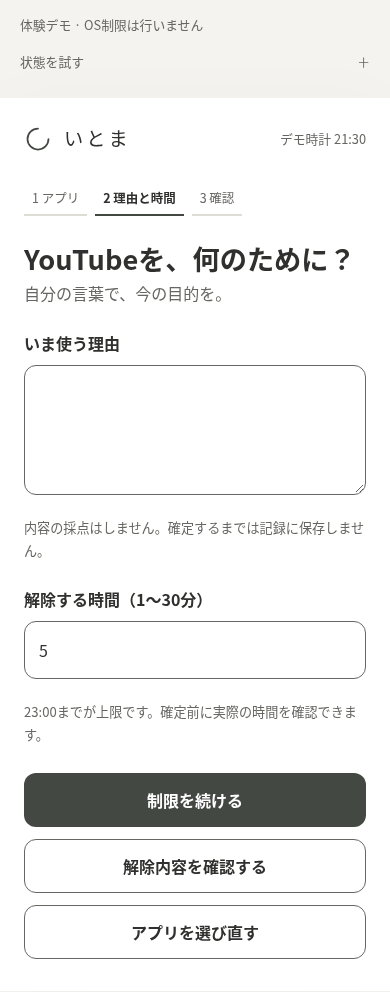 体験デモ · OS制限は行いません
状態を試す
+
いとま
デモ時計 21:30
1 アプリ
2 理由と時間
3 確認
YouTubeを、何のために？
自分の言葉で、今の目的を。
いま使う理由
内容の採点はしません。確定するまでは記録に保存しませ
ん。
解除する時間（1〜30分）
5
23:00までが上限です。確定前に実際の時間を確認できま
す。
制限を続ける
解除内容を確認する
アプリを選び直す